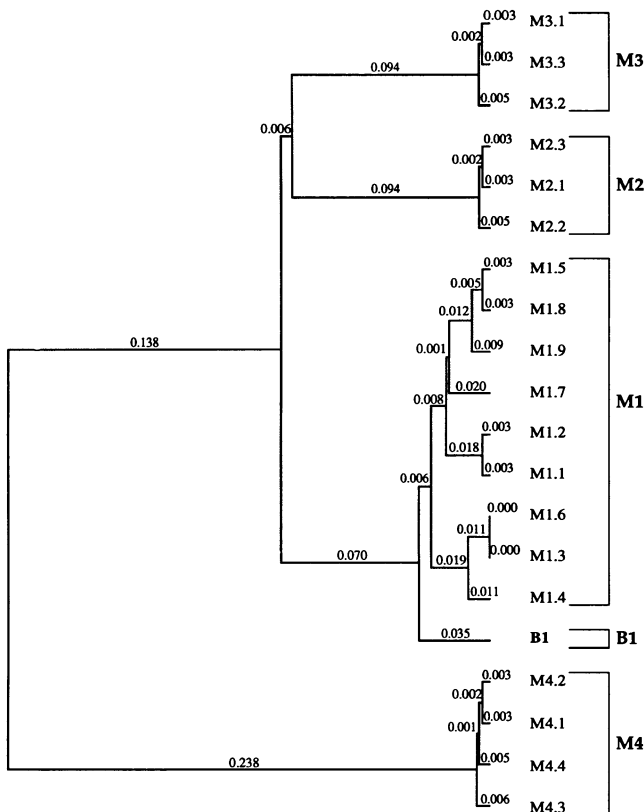 0.003 M3.1
0.002
0.003 M3.3 M3
0.094
0.005 M3.2
0.006
0.003 M2.3
0.002
0.003 M2.1 M2
0.094
0.005 M2.2
0.003 M1.5
0.005
0.003 M1.8
0.012
0.009 M1.9
0.138
0.001
0.020 M1.7
0.008 M1
0.003 M1.2
0.018
0.003 M1.1
0.006
0.000 M1.6
0.011
0.000 M1.3
0.070 0.019
0.011 M1.4
0.035 B1 B1
0.003 M4.2
0.002
0.003 M4.1
0.001 M4
0.005 M4.4
0.238
0.006 M4.3